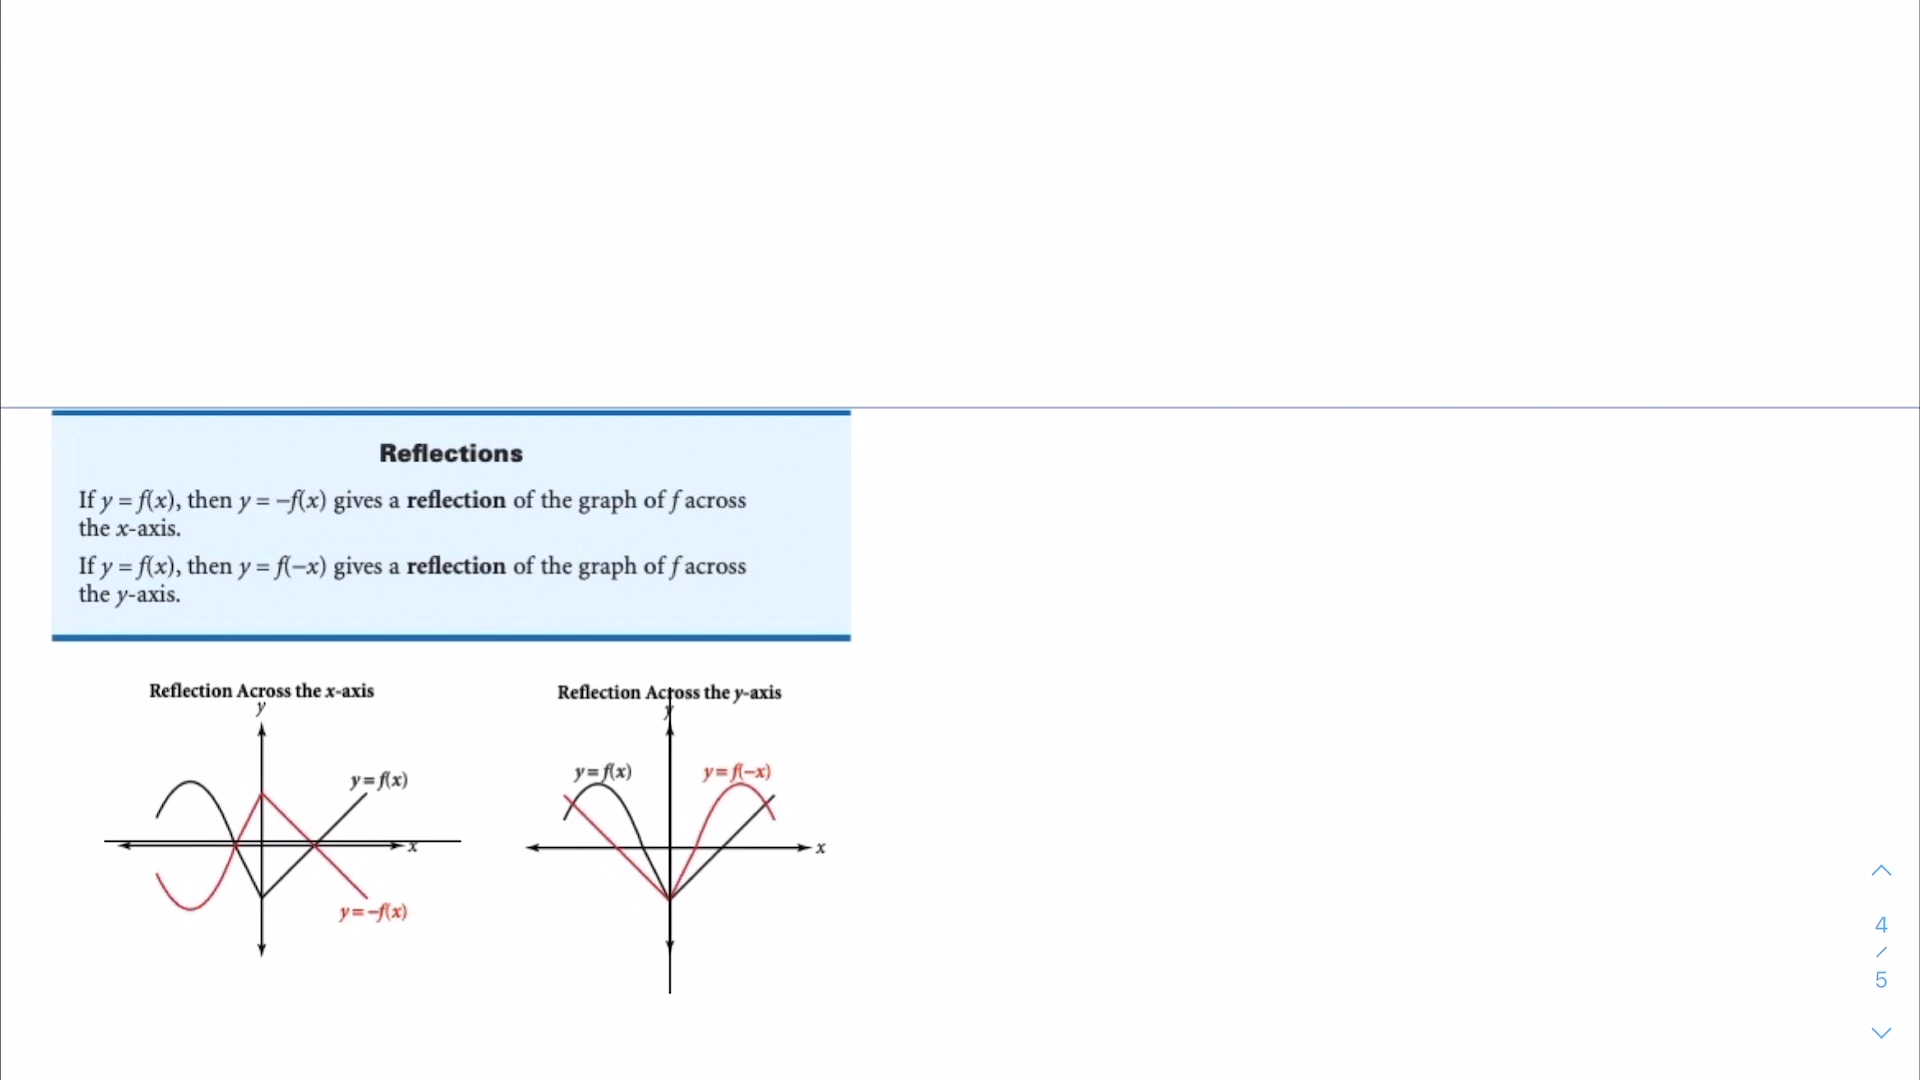 Reflections
If y = f(x), then y = −f(x) gives a reflection of the graph of f across
the x-axis.
If y = f(x), then y = f(−x) gives a reflection of the graph of f across
the y-axis.
Reflection Across the x-axis
y
y = f(x)
x
y = −f(x)
Reflection Across the y-axis
y
y = f(x)
y = f(−x)
x
4
/
5